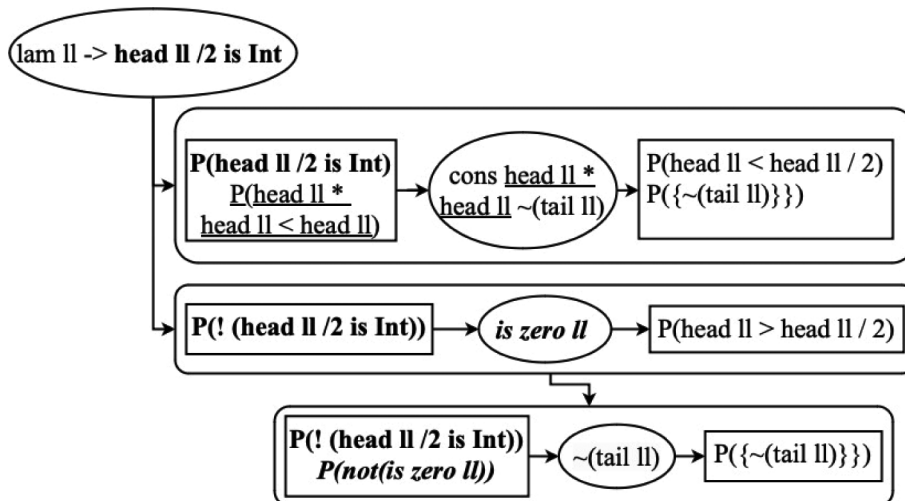 lam ll -> head ll /2 is Int
P(head ll /2 is Int)
P(head ll *
head ll < head ll)
cons head ll *
head ll ~(tail ll)
P(head ll < head ll / 2)
P({~(tail ll)}})
P(! (head ll /2 is Int))
is zero ll
P(head ll > head ll / 2)
P(! (head ll /2 is Int))
P(not(is zero ll))
~(tail ll)
P({~(tail ll)}})